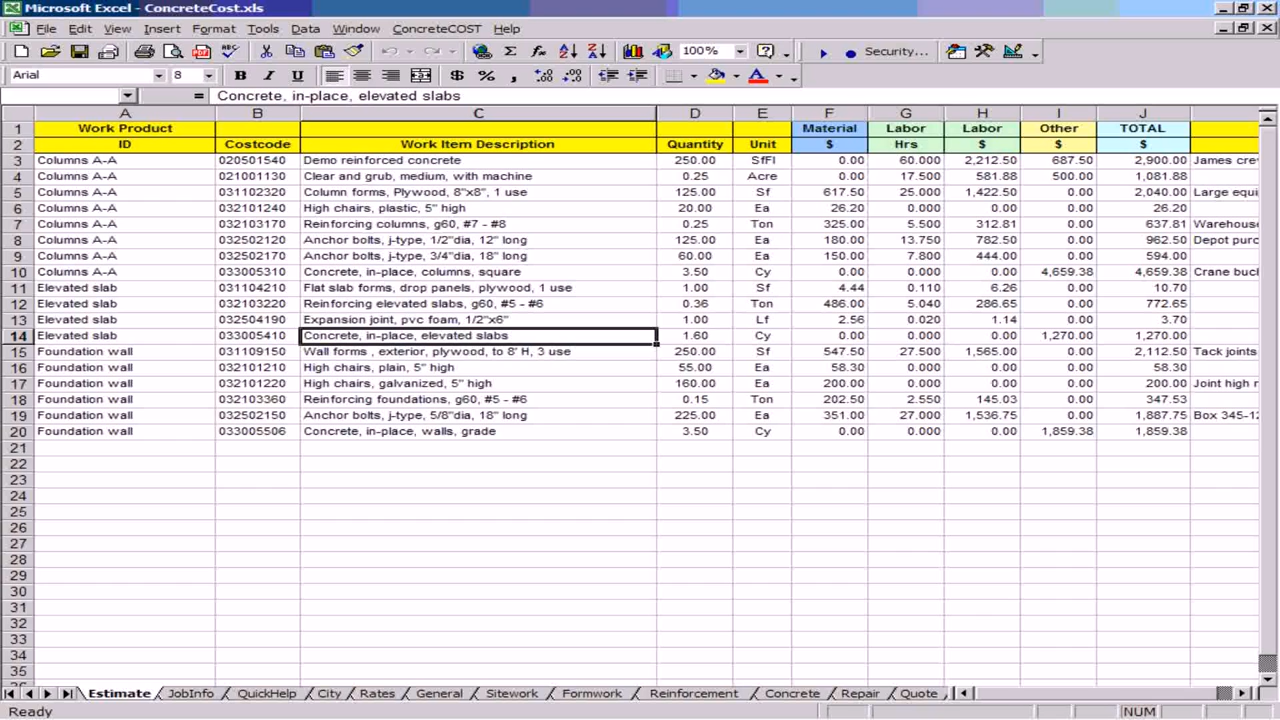 Microsoft Excel - ConcreteCost.xls
File Edit View Insert Format Tools Data Window ConcreteCOST Help
100% Security...
Arial 8 B I U $ % ,
= Concrete, in-place, elevated slabs
A B C D E F G H I J
1 Work Product Material Labor Labor Other TOTAL
2 ID Costcode Work Item Description Quantity Unit $ Hrs $ $ $
3 Columns A-A 020501540 Demo reinforced concrete 250.00 SfFl 0.00 60.000 2,212.50 687.50 2,900.00 James cre
4 Columns A-A 021001130 Clear and grub, medium, with machine 0.25 Acre 0.00 17.500 581.88 500.00 1,081.88
5 Columns A-A 031102320 Column forms, Plywood, 8"x8", 1 use 125.00 Sf 617.50 25.000 1,422.50 0.00 2,040.00 Large equi
6 Columns A-A 032101240 High chairs, plastic, 5" high 20.00 Ea 26.20 0.000 0.00 0.00 26.20
7 Columns A-A 032103170 Reinforcing columns, g60, #7 - #8 0.25 Ton 325.00 5.500 312.81 0.00 637.81 Warehouse
8 Columns A-A 032502120 Anchor bolts, j-type, 1/2"dia, 12" long 125.00 Ea 180.00 13.750 782.50 0.00 962.50 Depot purc
9 Columns A-A 032502170 Anchor bolts, j-type, 3/4"dia, 18" long 60.00 Ea 150.00 7.800 444.00 0.00 594.00
10 Columns A-A 033005310 Concrete, in-place, columns, square 3.50 Cy 0.00 0.000 0.00 4,659.38 4,659.38 Crane buc
11 Elevated slab 031104210 Flat slab forms, drop panels, plywood, 1 use 1.00 Sf 4.44 0.110 6.26 0.00 10.70
12 Elevated slab 032103220 Reinforcing elevated slabs, g60, #5 - #6 0.36 Ton 486.00 5.040 286.65 0.00 772.65
13 Elevated slab 032504190 Expansion joint, pvc foam, 1/2"x6" 1.00 Lf 2.56 0.020 1.14 0.00 3.70
14 Elevated slab 033005410 Concrete, in-place, elevated slabs 1.60 Cy 0.00 0.000 0.00 1,270.00 1,270.00
15 Foundation wall 031109150 Wall forms , exterior, plywood, to 8' H, 3 use 250.00 Sf 547.50 27.500 1,565.00 0.00 2,112.50 Tack joints
16 Foundation wall 032101210 High chairs, plain, 5" high 55.00 Ea 58.30 0.000 0.00 0.00 58.30
17 Foundation wall 032101220 High chairs, galvanized, 5" high 160.00 Ea 200.00 0.000 0.00 0.00 200.00 Joint high r
18 Foundation wall 032103360 Reinforcing foundations, g60, #5 - #6 0.15 Ton 202.50 2.550 145.03 0.00 347.53
19 Foundation wall 032502150 Anchor bolts, j-type, 5/8"dia, 18" long 225.00 Ea 351.00 27.000 1,536.75 0.00 1,887.75 Box 345-12
20 Foundation wall 033005506 Concrete, in-place, walls, grade 3.50 Cy 0.00 0.000 0.00 1,859.38 1,859.38
21
22
23
24
25
26
27
28
29
30
31
32
33
34
35
Estimate JobInfo QuickHelp City Rates General Sitework Formwork Reinforcement Concrete Repair Quote
Ready NUM